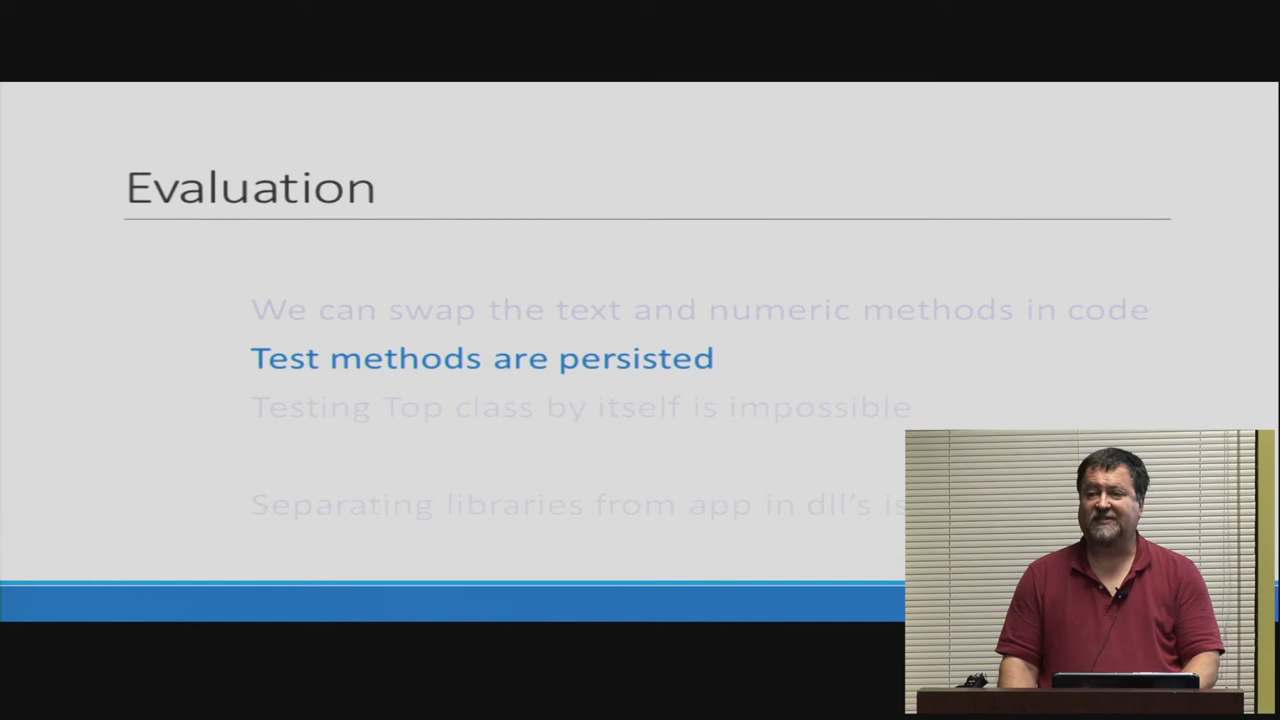 Evaluation
We can swap the text and numeric methods in code
Test methods are persisted
Testing Top class by itself is impossible
Separating libraries from app in dll's is